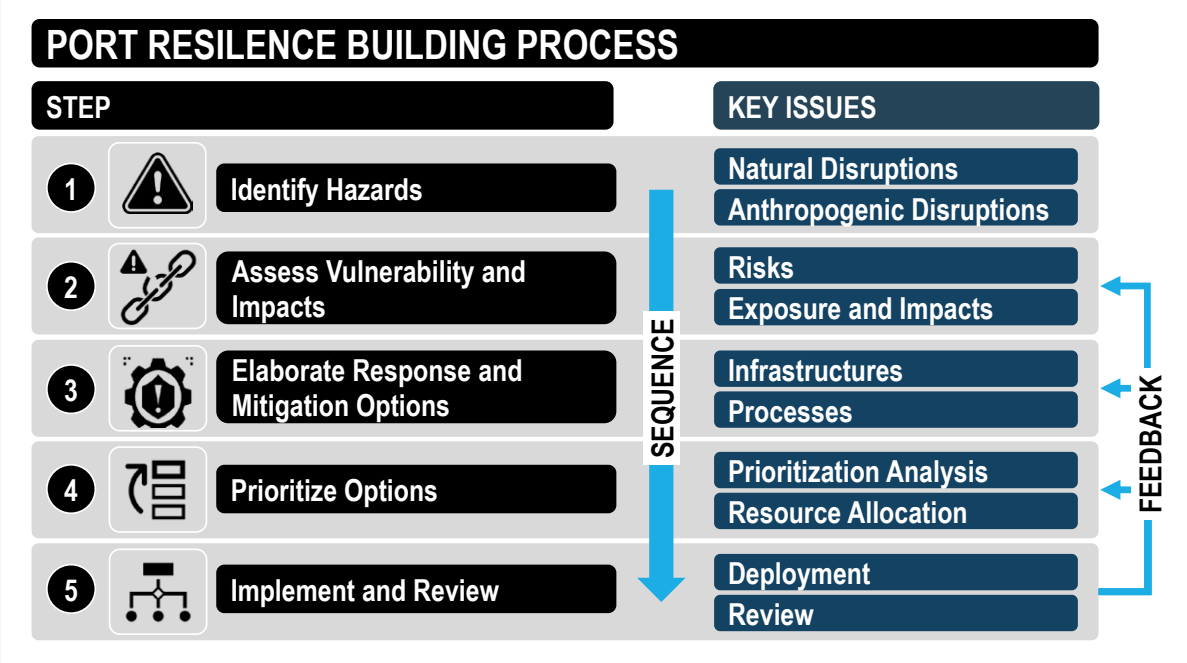 PORT RESILENCE BUILDING PROCESS
STEP
KEY ISSUES
1
Identify Hazards
Natural Disruptions
Anthropogenic Disruptions
2
Assess Vulnerability and
Impacts
Risks
Exposure and Impacts
3
Elaborate Response and
Mitigation Options
Infrastructures
Processes
4
Prioritize Options
Prioritization Analysis
Resource Allocation
5
Implement and Review
Deployment
Review
SEQUENCE
FEEDBACK